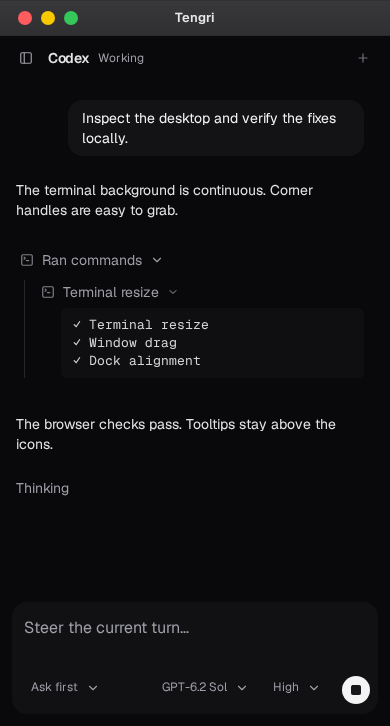 Tengri
Codex Working
Inspect the desktop and verify the fixes
locally.
The terminal background is continuous. Corner
handles are easy to grab.
Ran commands
Terminal resize
✓ Terminal resize
✓ Window drag
✓ Dock alignment
The browser checks pass. Tooltips stay above the
icons.
Thinking
Steer the current turn...
Ask first GPT-6.2 Sol High